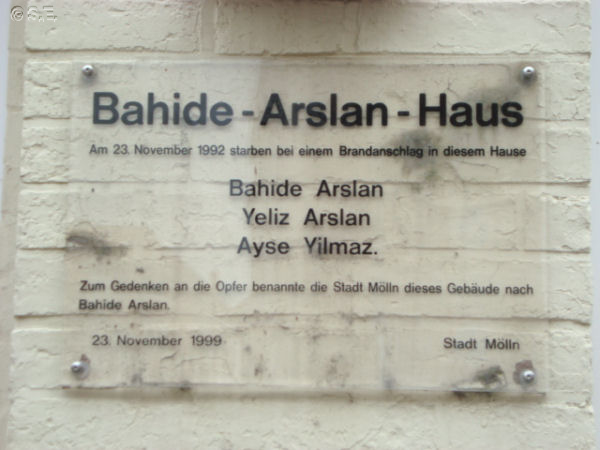 © S.E.
Bahide-Arslan-Haus
Am 23. November 1992 starben bei einem Brandanschlag in diesem Hause
Bahide Arslan
Yeliz Arslan
Ayse Yilmaz.
Zum Gedenken an die Opfer benannte die Stadt Mölln dieses Gebäude nach
Bahide Arslan.
23. November 1999 Stadt Mölln